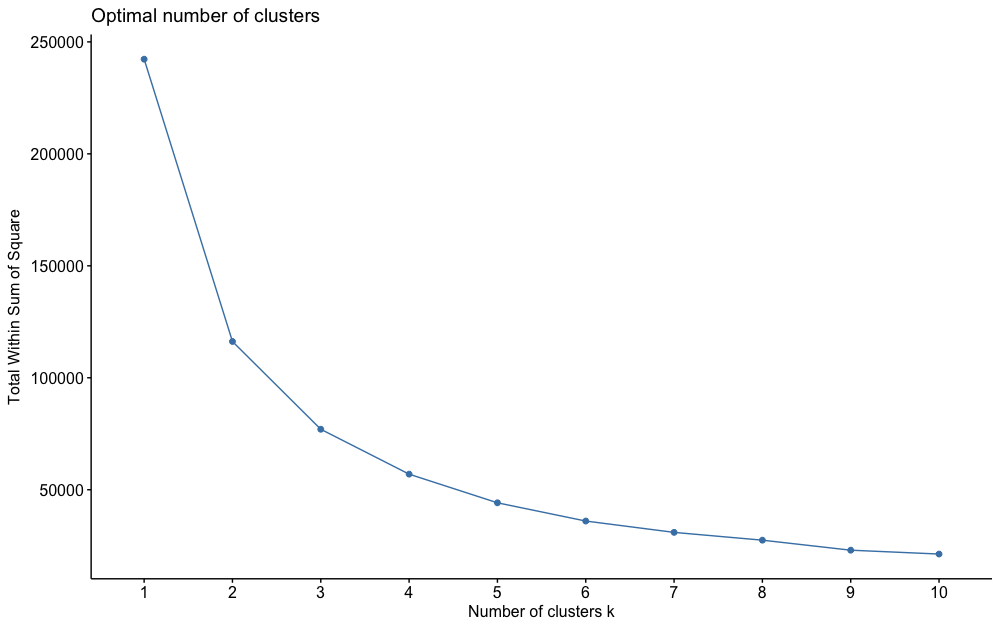 Optimal number of clusters
250000
200000
150000
100000
50000
Total Within Sum of Square
1 2 3 4 5 6 7 8 9 10
Number of clusters k